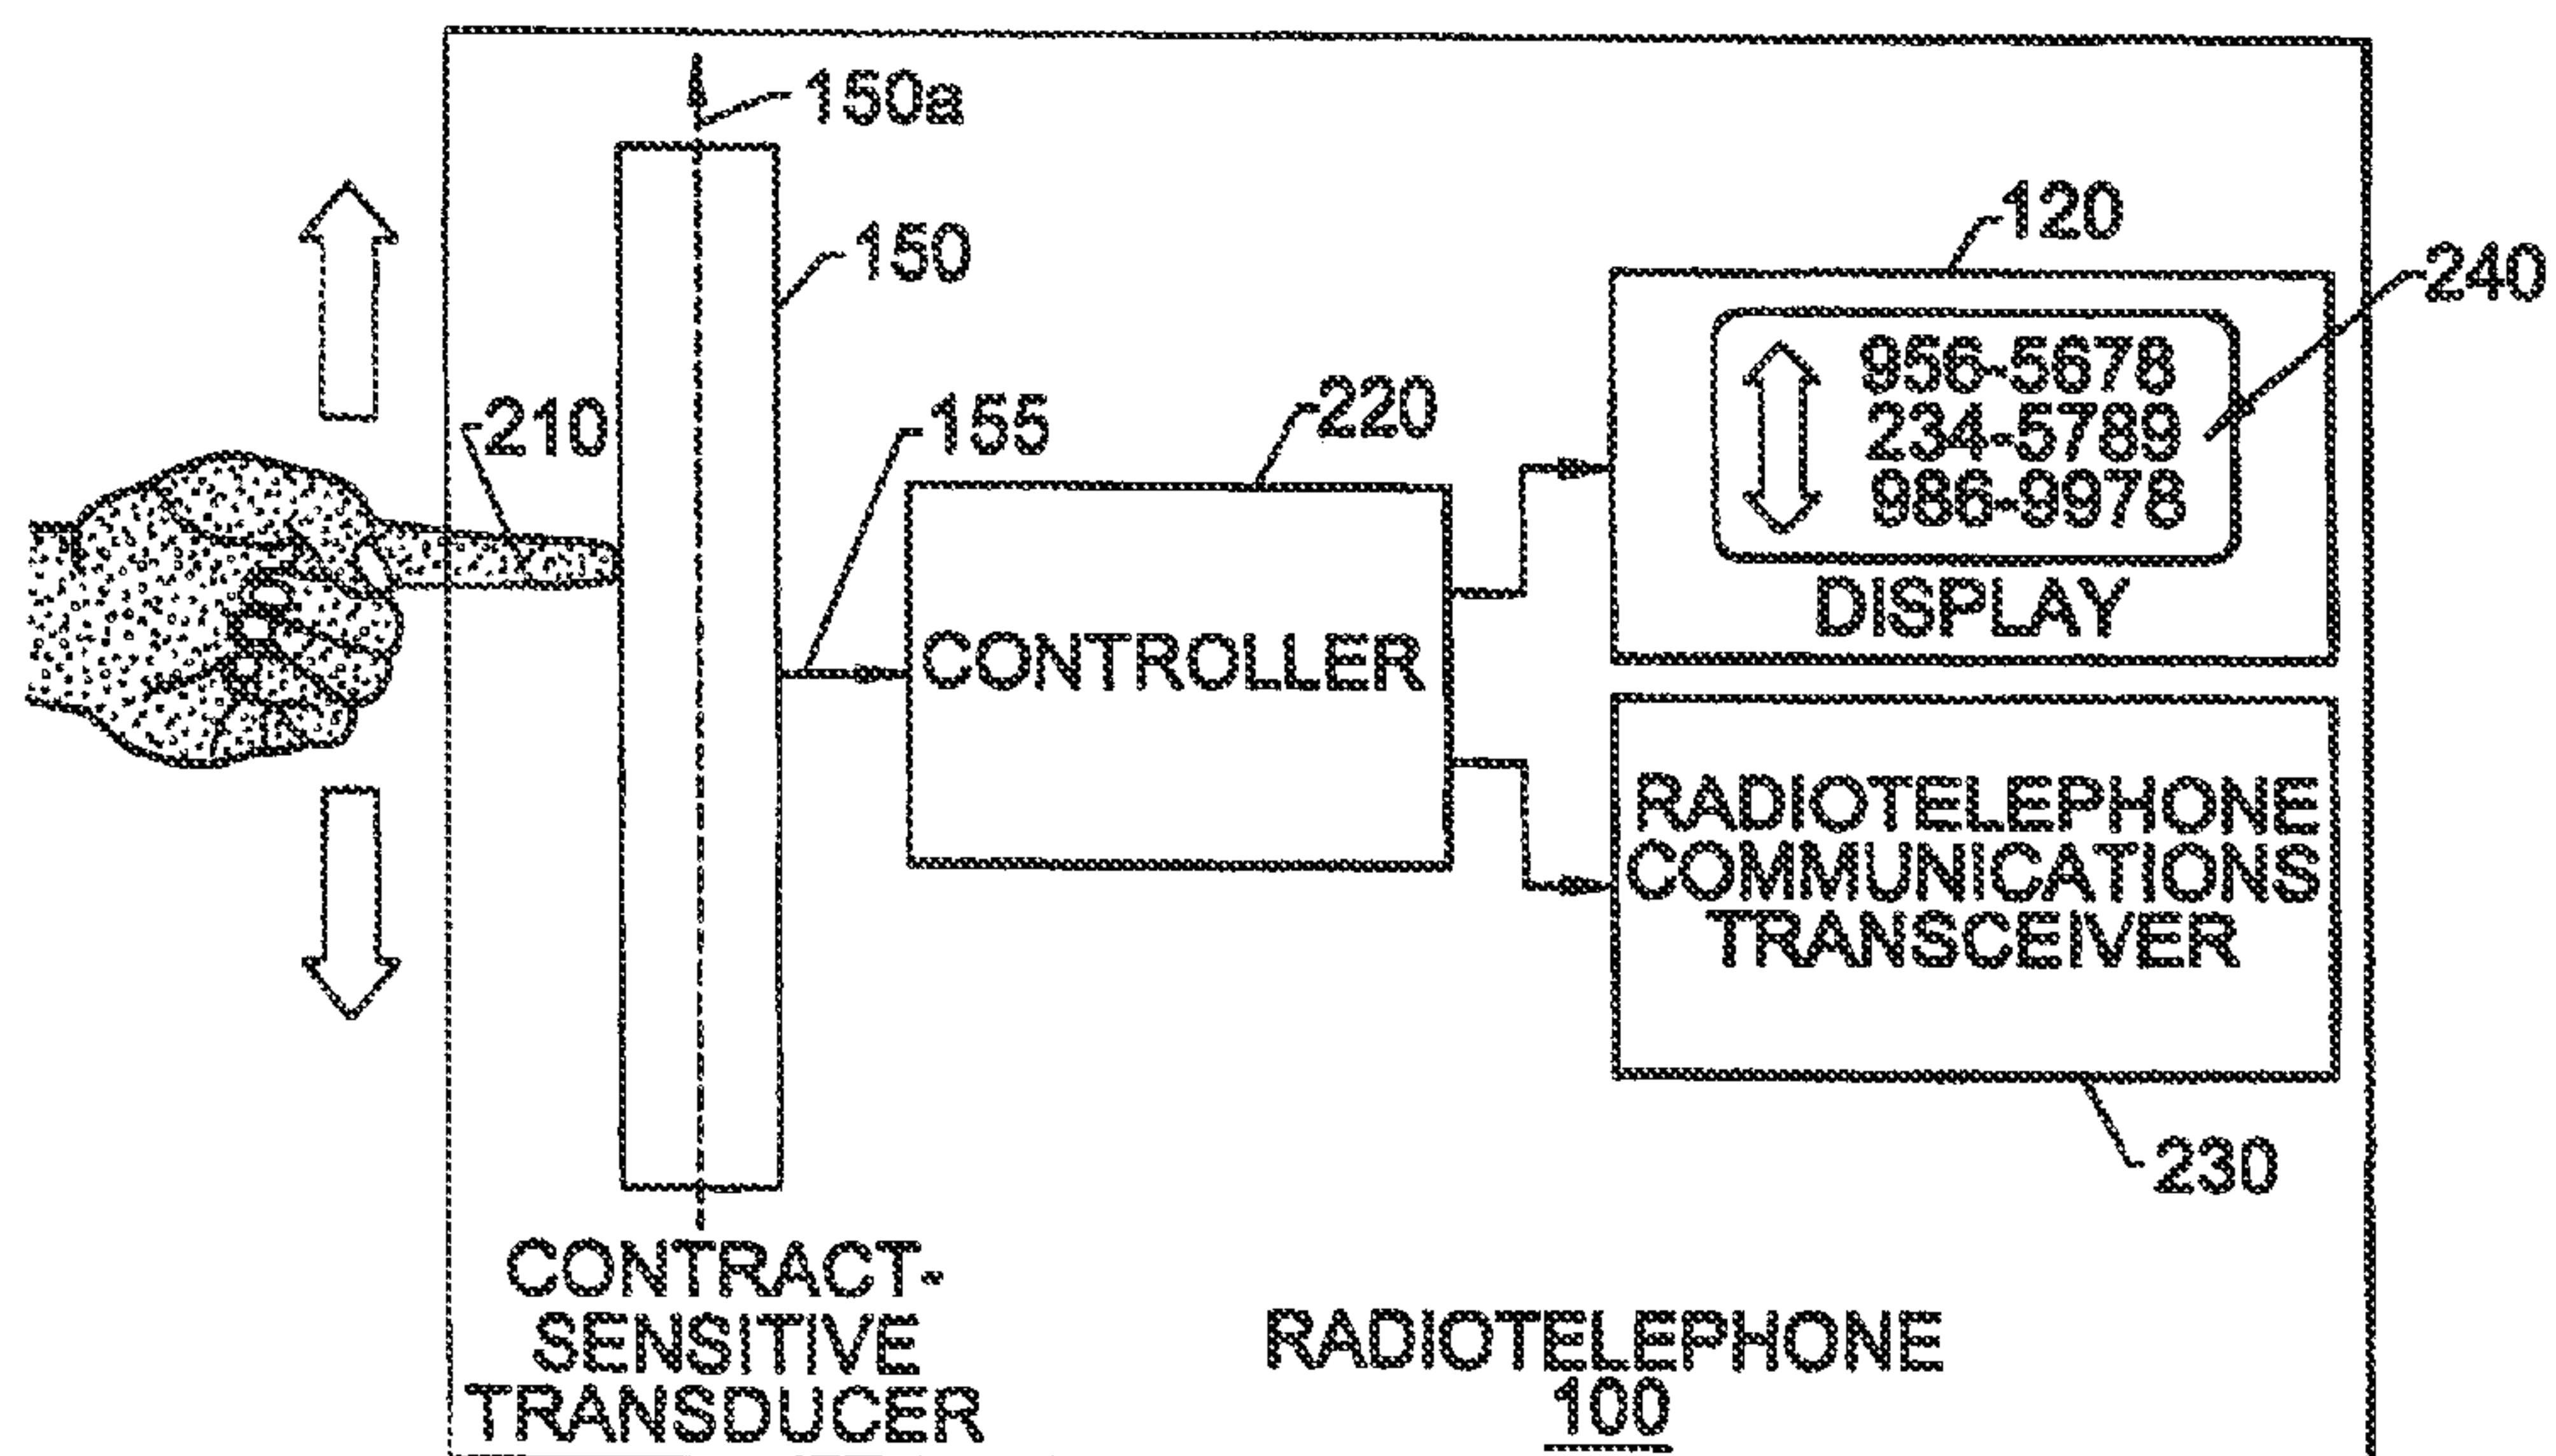 150a
150
120
240
956-5678
234-5789
986-9978
DISPLAY
210
155
220
CONTROLLER
RADIOTELEPHONE
COMMUNICATIONS
TRANSCEIVER
230
CONTRACT-
SENSITIVE
TRANSDUCER
RADIOTELEPHONE
100